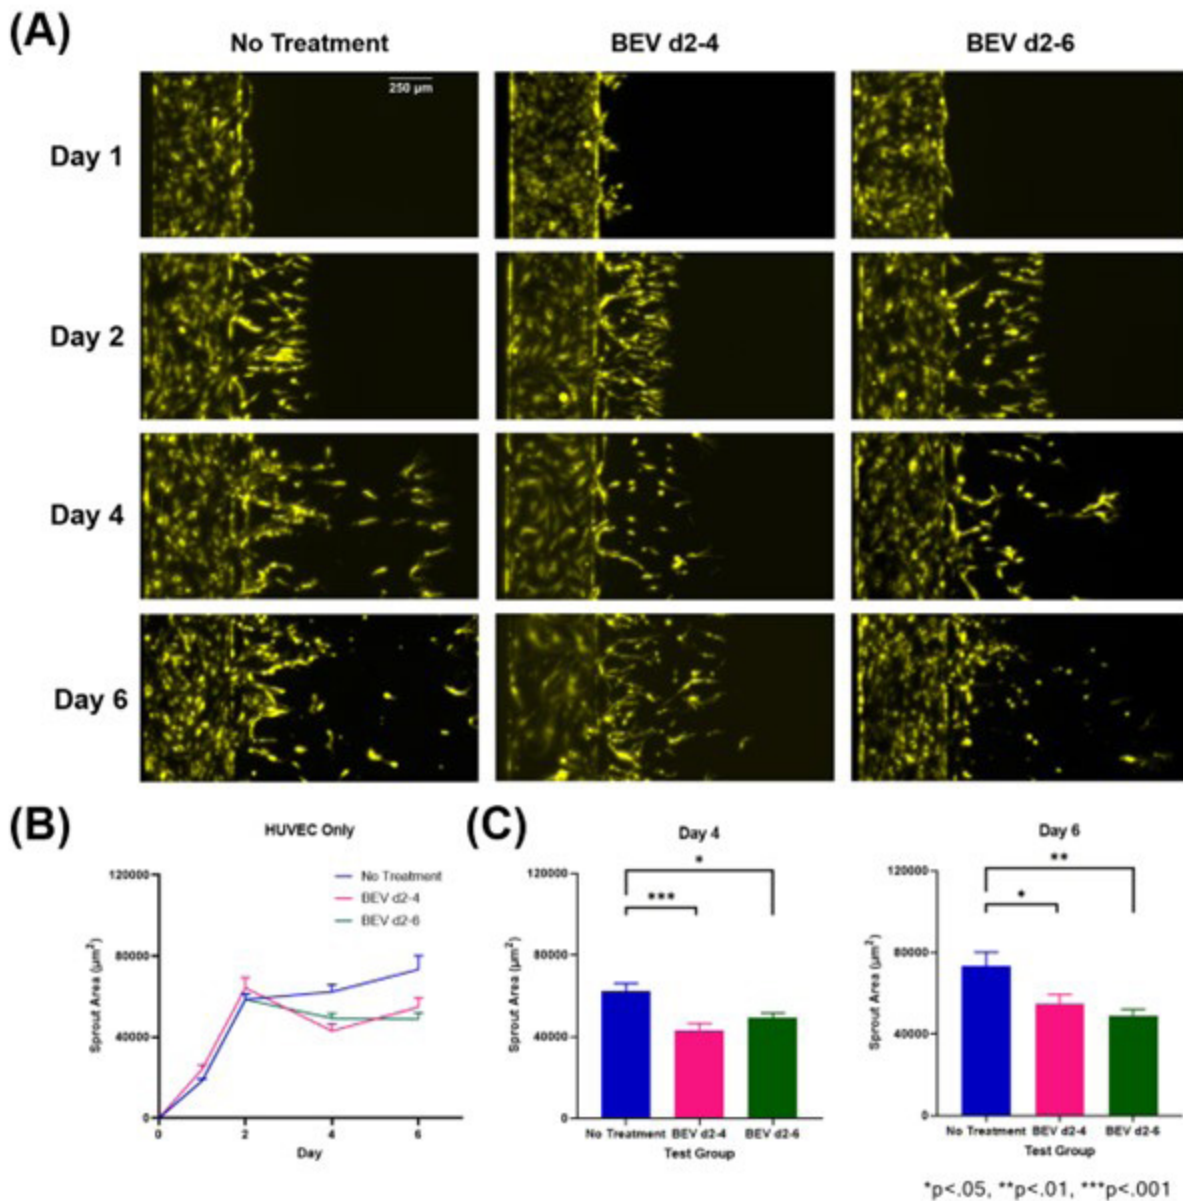 (A)
No Treatment
BEV d2-4
BEV d2-6
250 µm
Day 1
Day 2
Day 4
Day 6
(B)
HUVEC Only
120000
80000
40000
0
Sprout Area (µm²)
No Treatment
BEV d2-4
BEV d2-6
0
2
4
6
Day
(C)
Day 4
*
***
120000
80000
40000
0
Sprout Area (µm²)
No Treatment
BEV d2-4
BEV d2-6
Test Group
Day 6
**
*
120000
80000
40000
0
Sprout Area (µm²)
No Treatment
BEV d2-4
BEV d2-6
Test Group
*p<.05, **p<.01, ***p<.001